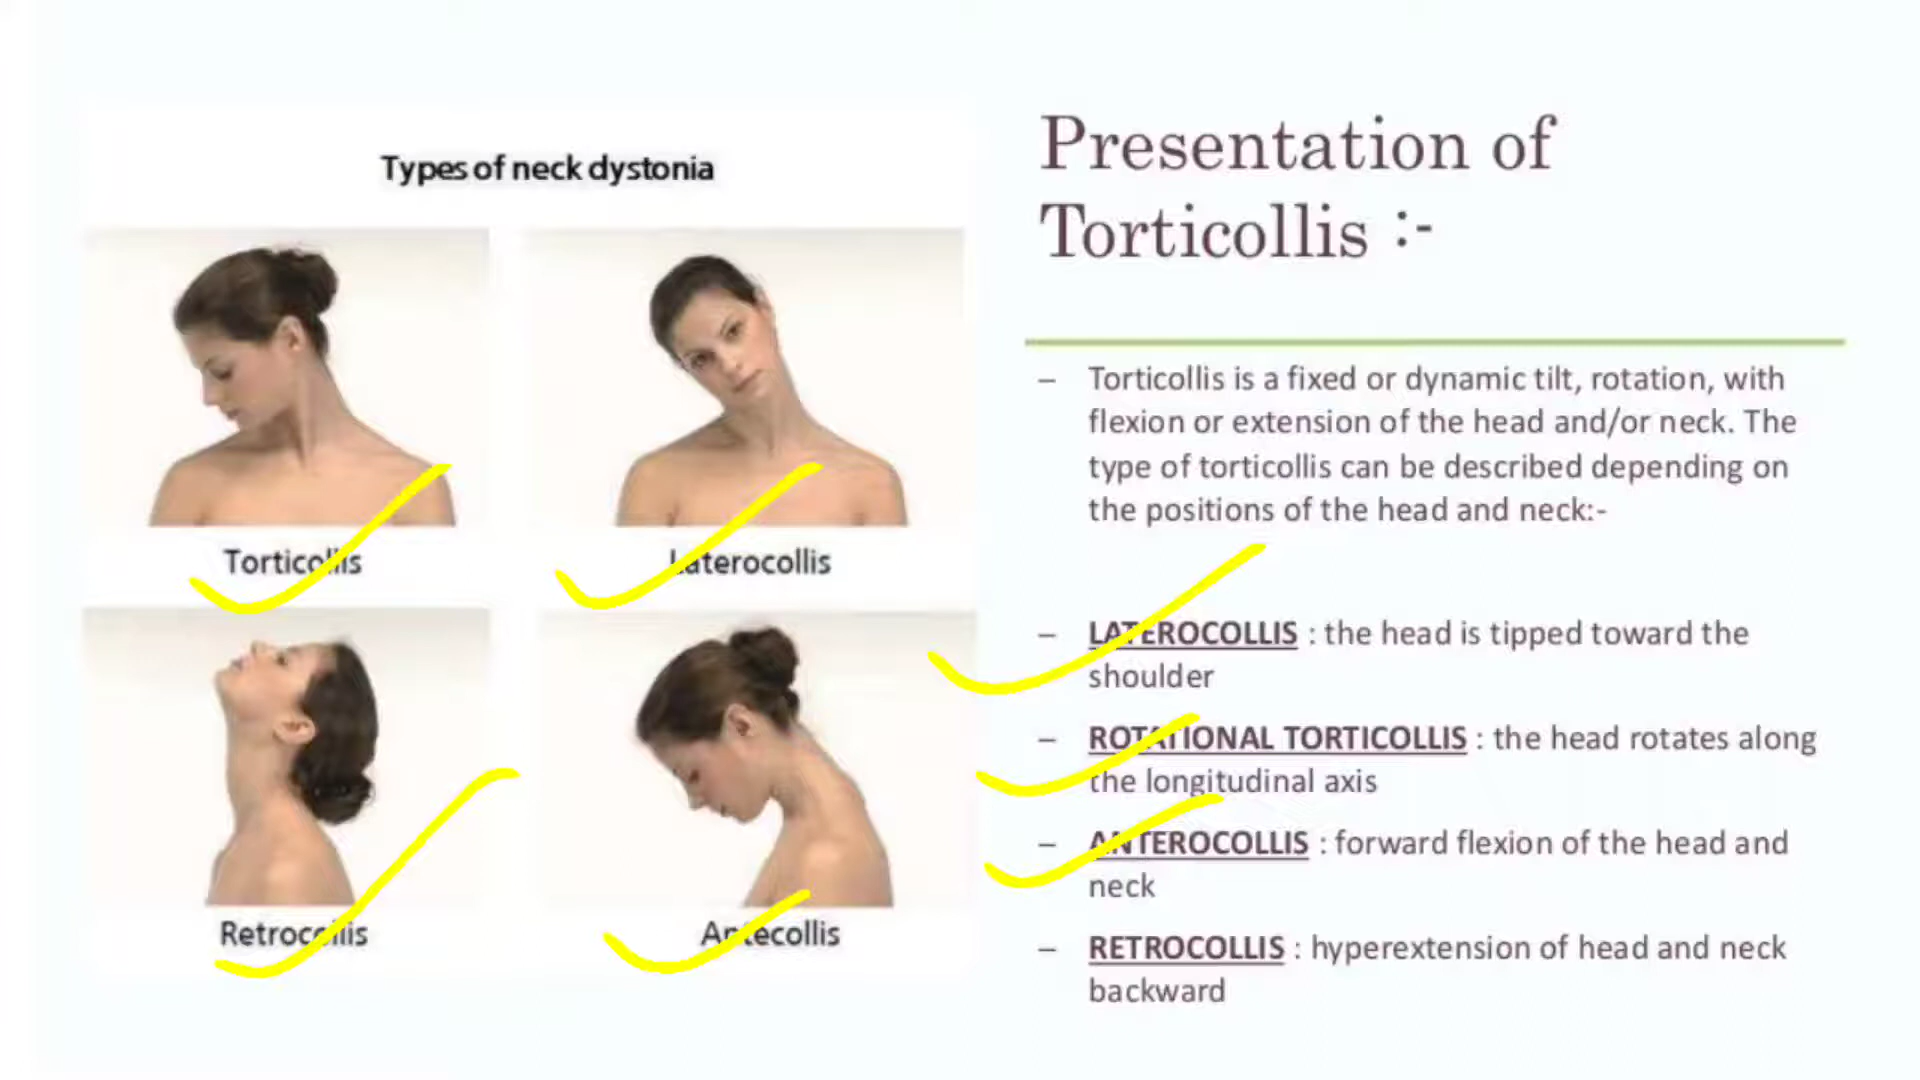 Types of neck dystonia
Torticollis
Laterocollis
Retrocollis
Antecollis
Presentation of
Torticollis :-
– Torticollis is a fixed or dynamic tilt, rotation, with
flexion or extension of the head and/or neck. The
type of torticollis can be described depending on
the positions of the head and neck:-
– LATEROCOLLIS : the head is tipped toward the
shoulder
– ROTATIONAL TORTICOLLIS : the head rotates along
the longitudinal axis
– ANTEROCOLLIS : forward flexion of the head and
neck
– RETROCOLLIS : hyperextension of head and neck
backward